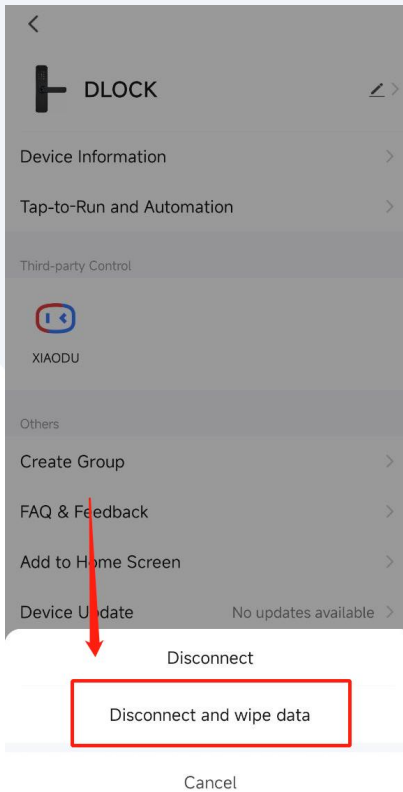 DLOCK
Device Information
Tap-to-Run and Automation
Third-party Control
XIAODU
Others
Create Group
FAQ & Feedback
Add to Home Screen
Device Update No updates available
Disconnect
Disconnect and wipe data
Cancel